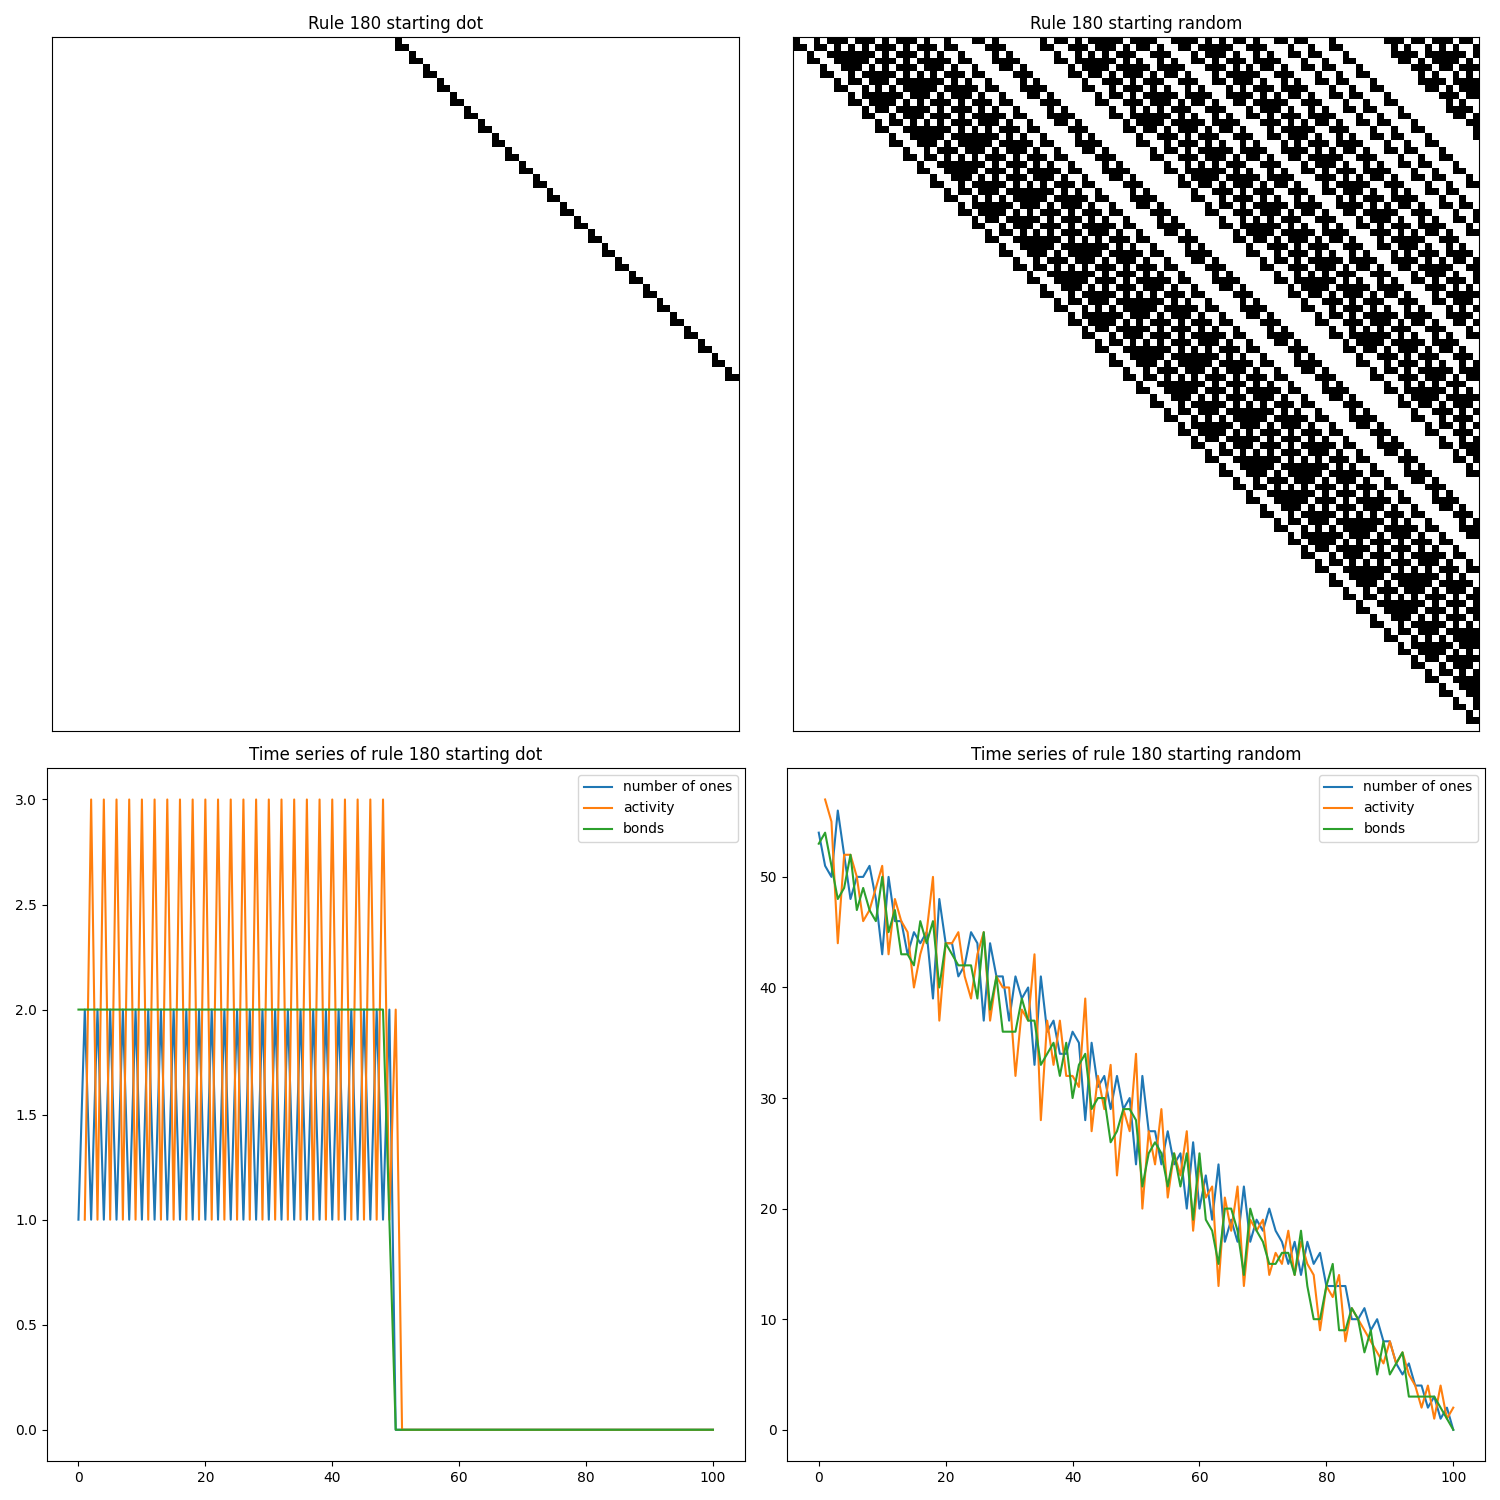 Rule 180 starting dot
Rule 180 starting random
Time series of rule 180 starting dot
3.0
2.5
2.0
1.5
1.0
0.5
0.0
0
20
40
60
80
100
number of ones
activity
bonds
Time series of rule 180 starting random
50
40
30
20
10
0
0
20
40
60
80
100
number of ones
activity
bonds